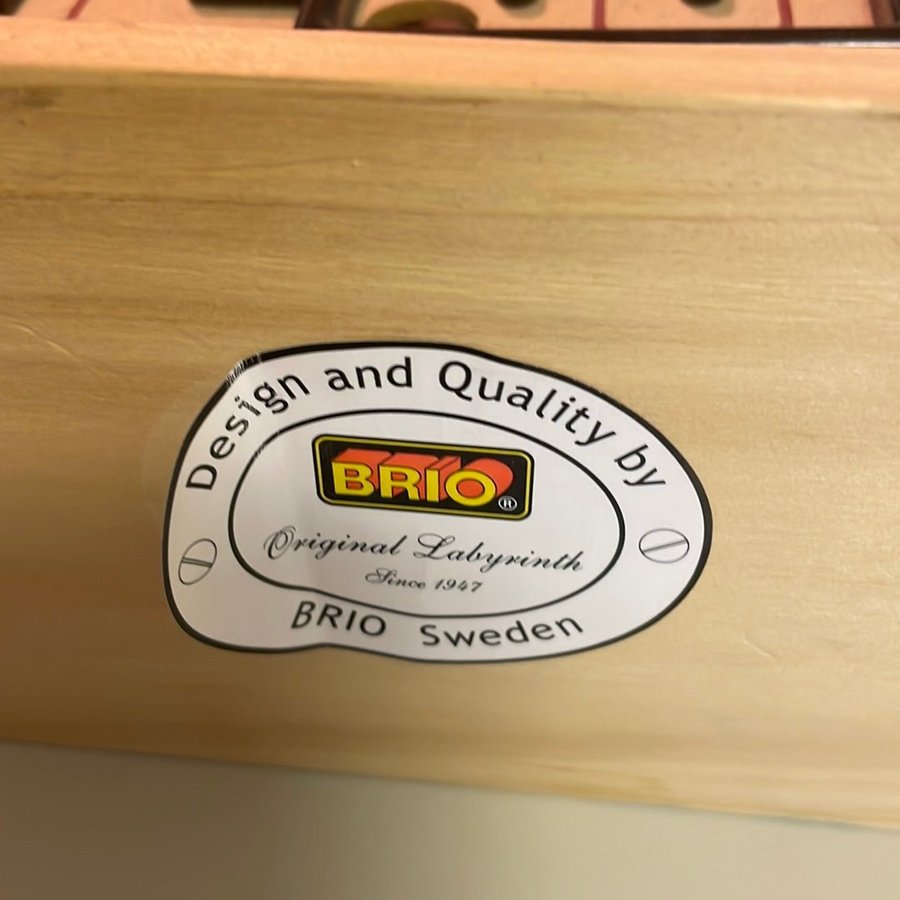 Design and Quality by
BRIO®
Original Labyrinth
Since 1947
BRIO Sweden